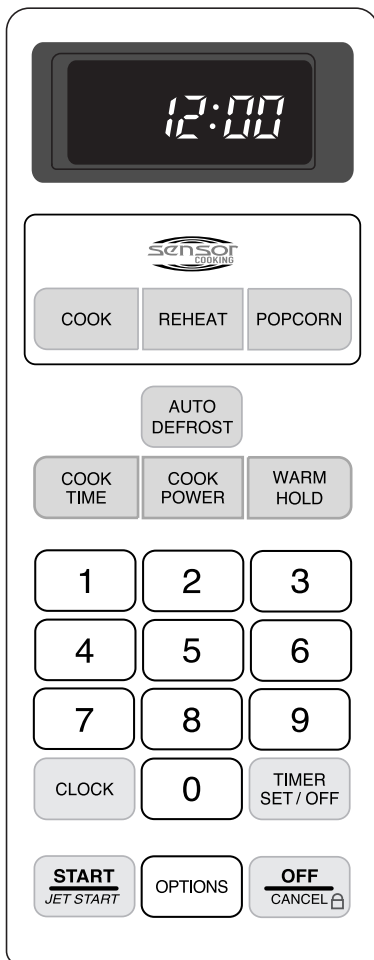 12:00
sensor
COOKING
COOK REHEAT POPCORN
AUTO
DEFROST
COOK
TIME
COOK
POWER
WARM
HOLD
1 2 3
4 5 6
7 8 9
CLOCK
0
TIMER
SET / OFF
START
JET START
OPTIONS
OFF
CANCEL